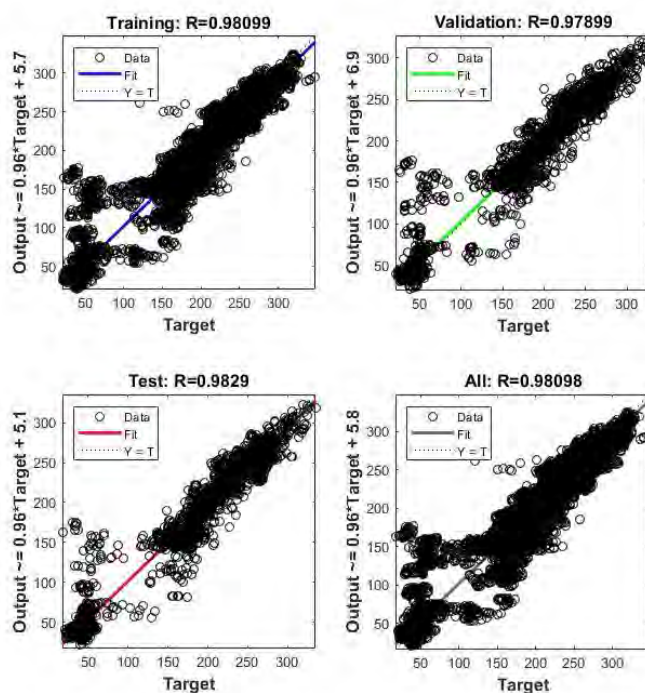 Training: R=0.98099
Output ~= 0.96*Target + 5.7
300
250
200
150
100
50
Data
Fit
Y = T
50 100 150 200 250 300
Target
Validation: R=0.97899
Output ~= 0.96*Target + 6.9
300
250
200
150
100
50
Data
Fit
Y = T
50 100 150 200 250 300
Target
Test: R=0.9829
Output ~= 0.96*Target + 5.1
300
250
200
150
100
50
Data
Fit
Y = T
50 100 150 200 250 300
Target
All: R=0.98098
Output ~= 0.96*Target + 5.8
300
250
200
150
100
50
Data
Fit
Y = T
50 100 150 200 250 300
Target